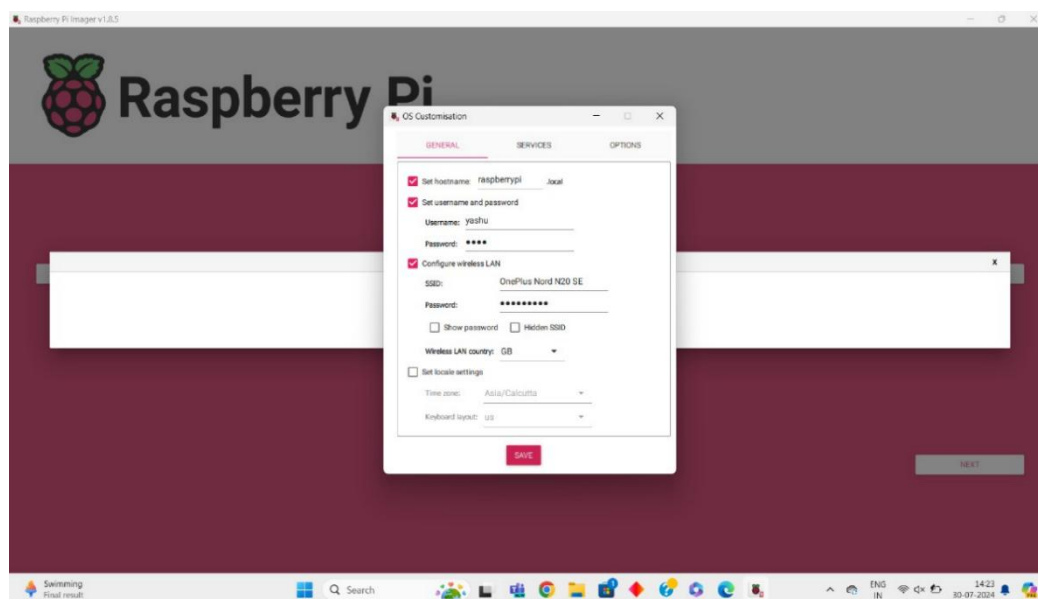 Raspberry Pi Imager v1.8.5
Raspberry Pi
OS Customisation
GENERAL SERVICES OPTIONS
Set hostname: raspberrypi .local
Set username and password
Username: yashu
Password: ••••
Configure wireless LAN
SSID: OnePlus Nord N20 SE
Password: •••••••••
Show password Hidden SSID
Wireless LAN country: GB
Set locale settings
Time zone: Asia/Calcutta
Keyboard layout: us
SAVE
X
NEXT
Swimming
Final result
Search
ENG
IN
14:23
30-07-2024